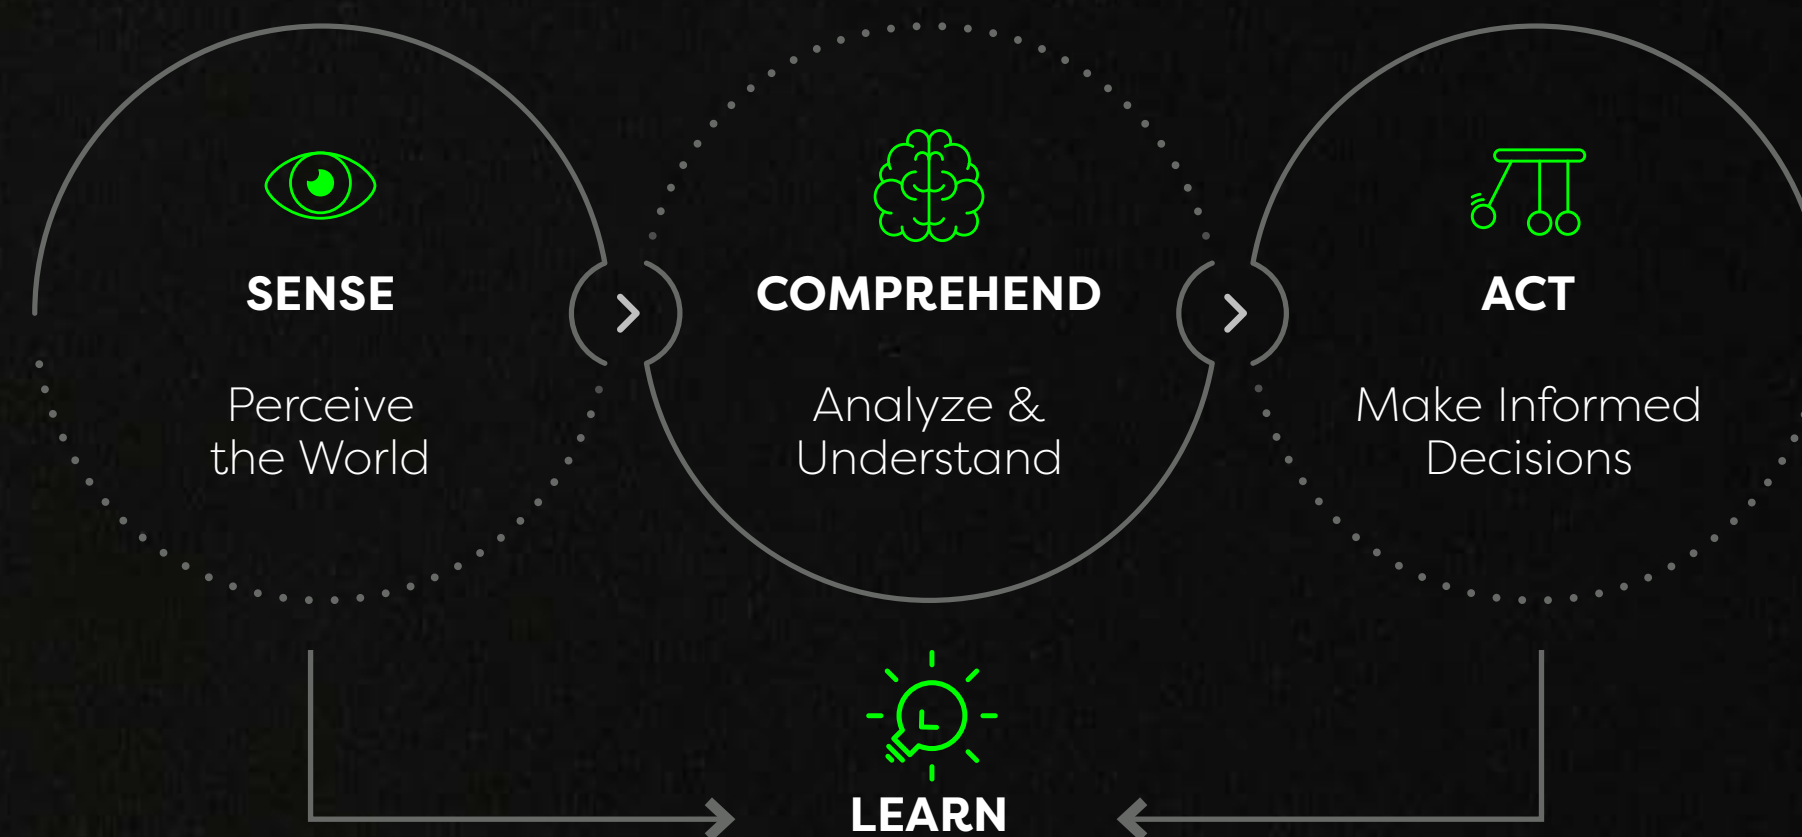 SENSE
Perceive
the World
COMPREHEND
Analyze &
Understand
ACT
Make Informed
Decisions
LEARN